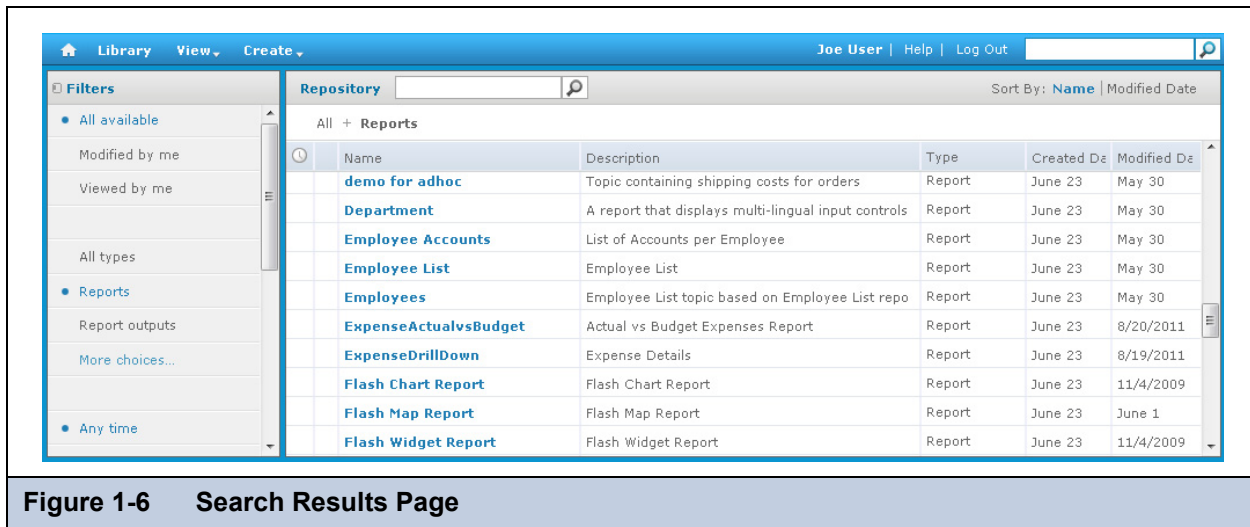 Library View Create Joe User | Help | Log Out
Filters
All available
Modified by me
Viewed by me
All types
Reports
Report outputs
More choices...
Any time
Repository Sort By: Name | Modified Date
All + Reports
Name Description Type Created Da Modified Da
demo for adhoc Topic containing shipping costs for orders Report June 23 May 30
Department A report that displays multi-lingual input controls Report June 23 May 30
Employee Accounts List of Accounts per Employee Report June 23 May 30
Employee List Employee List Report June 23 May 30
Employees Employee List topic based on Employee List repo Report June 23 May 30
ExpenseActualvsBudget Actual vs Budget Expenses Report Report June 23 8/20/2011
ExpenseDrillDown Expense Details Report June 23 8/19/2011
Flash Chart Report Flash Chart Report Report June 23 11/4/2009
Flash Map Report Flash Map Report Report June 23 June 1
Flash Widget Report Flash Widget Report Report June 23 11/4/2009
Figure 1-6 Search Results Page